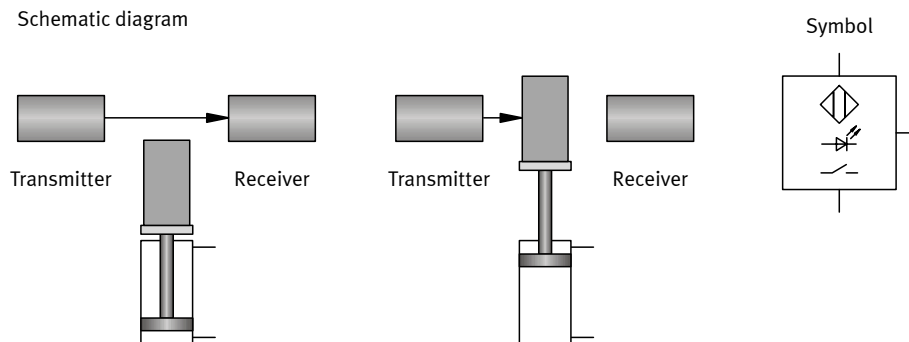 Schematic diagram
Symbol
Transmitter Receiver Transmitter Receiver